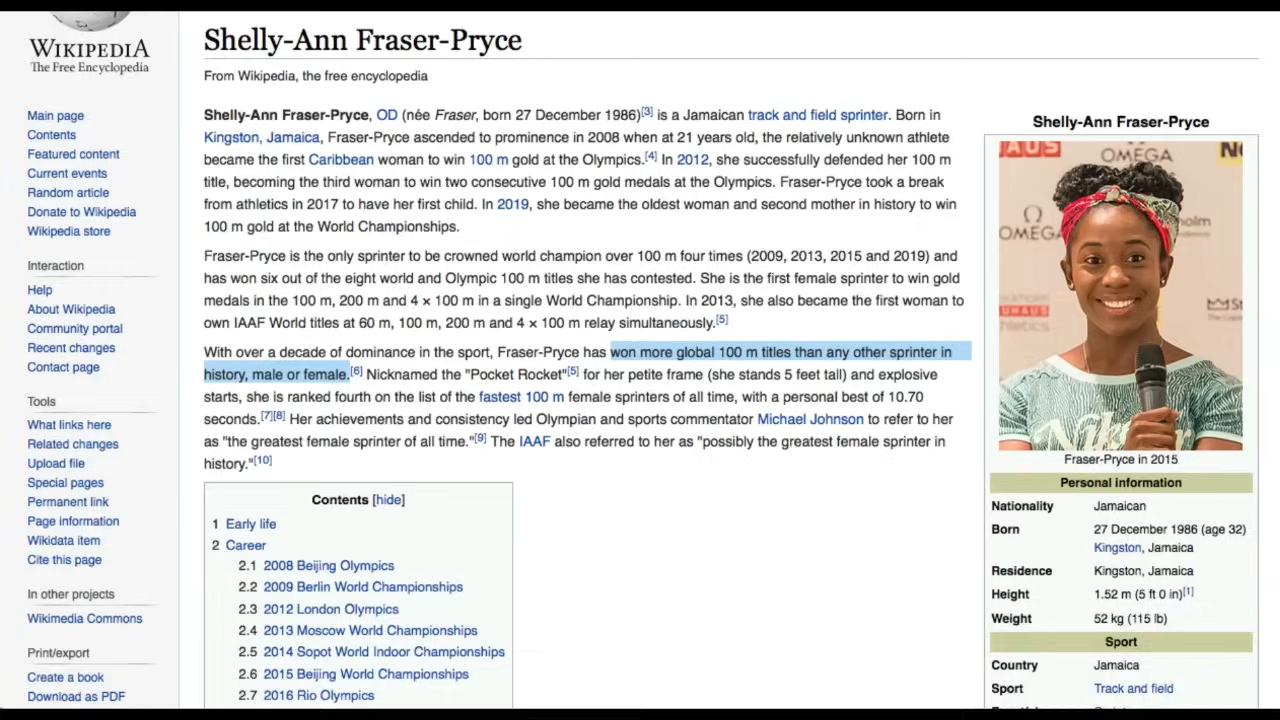 WIKIPEDIA
The Free Encyclopedia
Main page
Contents
Featured content
Current events
Random article
Donate to Wikipedia
Wikipedia store
Interaction
Help
About Wikipedia
Community portal
Recent changes
Contact page
Tools
What links here
Related changes
Upload file
Special pages
Permanent link
Page information
Wikidata item
Cite this page
In other projects
Wikimedia Commons
Print/export
Create a book
Download as PDF
Shelly-Ann Fraser-Pryce
From Wikipedia, the free encyclopedia
Shelly-Ann Fraser-Pryce, OD (née Fraser, born 27 December 1986)[3] is a Jamaican track and field sprinter. Born in
Kingston, Jamaica, Fraser-Pryce ascended to prominence in 2008 when at 21 years old, the relatively unknown athlete
became the first Caribbean woman to win 100 m gold at the Olympics.[4] In 2012, she successfully defended her 100 m
title, becoming the third woman to win two consecutive 100 m gold medals at the Olympics. Fraser-Pryce took a break
from athletics in 2017 to have her first child. In 2019, she became the oldest woman and second mother in history to win
100 m gold at the World Championships.
Fraser-Pryce is the only sprinter to be crowned world champion over 100 m four times (2009, 2013, 2015 and 2019) and
has won six out of the eight world and Olympic 100 m titles she has contested. She is the first female sprinter to win gold
medals in the 100 m, 200 m and 4 × 100 m in a single World Championship. In 2013, she also became the first woman to
own IAAF World titles at 60 m, 100 m, 200 m and 4 × 100 m relay simultaneously.[5]
With over a decade of dominance in the sport, Fraser-Pryce has won more global 100 m titles than any other sprinter in
history, male or female.[6] Nicknamed the "Pocket Rocket"[5] for her petite frame (she stands 5 feet tall) and explosive
starts, she is ranked fourth on the list of the fastest 100 m female sprinters of all time, with a personal best of 10.70
seconds.[7][8] Her achievements and consistency led Olympian and sports commentator Michael Johnson to refer to her
as "the greatest female sprinter of all time."[9] The IAAF also referred to her as "possibly the greatest female sprinter in
history."[10]
Contents [hide]
1 Early life
2 Career
2.1 2008 Beijing Olympics
2.2 2009 Berlin World Championships
2.3 2012 London Olympics
2.4 2013 Moscow World Championships
2.5 2014 Sopot World Indoor Championships
2.6 2015 Beijing World Championships
2.7 2016 Rio Olympics
Shelly-Ann Fraser-Pryce
OMEGA
OMEGA
Fraser-Pryce in 2015
Personal information
Nationality Jamaican
Born 27 December 1986 (age 32)
Kingston, Jamaica
Residence Kingston, Jamaica
Height 1.52 m (5 ft 0 in)[1]
Weight 52 kg (115 lb)
Sport
Country Jamaica
Sport Track and field